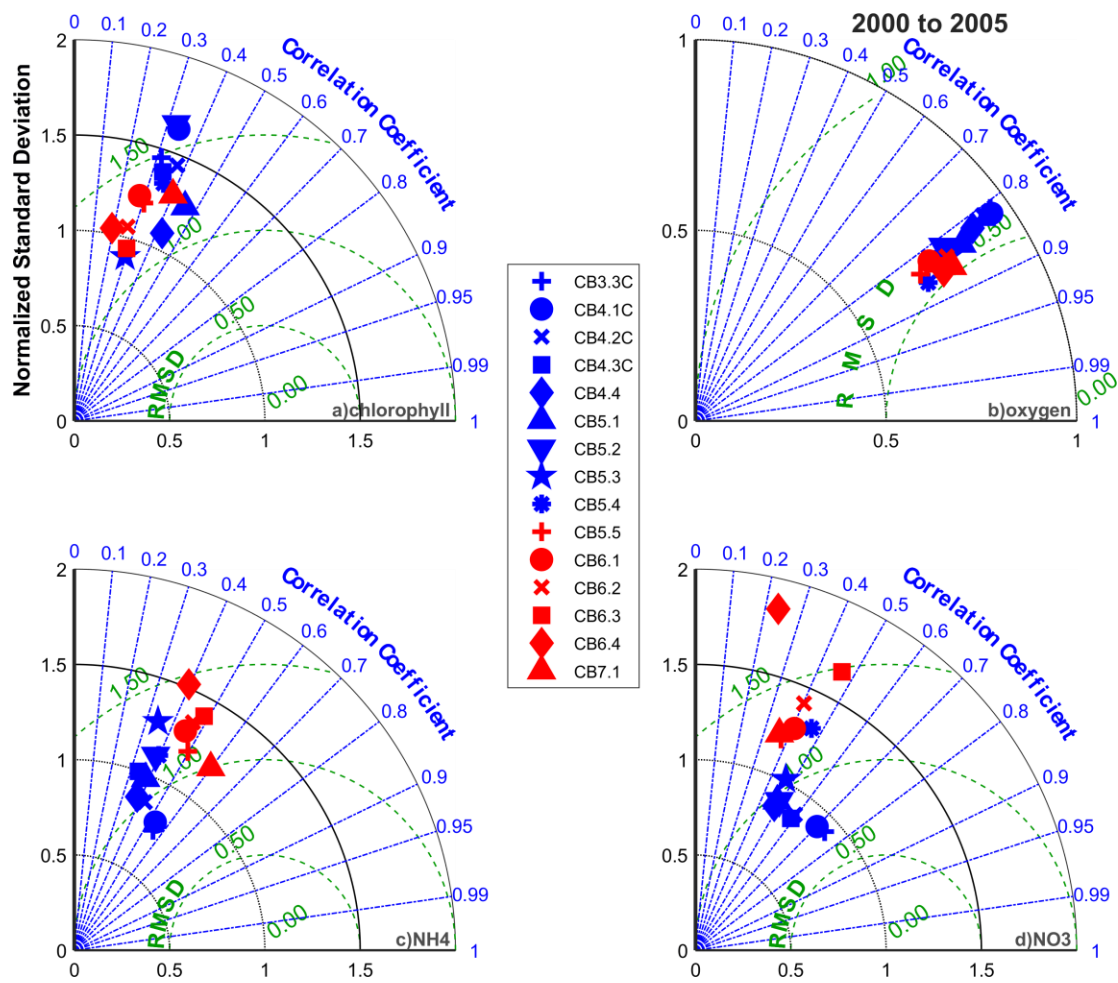 2000 to 2005
0 0.1 0.2 0.3 0.4 0.5 0.6 0.7 0.8 0.9 0.95 0.99 1
Correlation Coefficient
Normalized Standard Deviation
2
1.5
1
0.5
0
1.50
1.00
0.50
0.00
RMSD
a)chlorophyll
0 0.5 1 1.5
0 0.1 0.2 0.3 0.4 0.5 0.6 0.7 0.8 0.9 0.95 0.99 1
Correlation Coefficient
1
0.5
0
1.00
0.50
0.00
RMSD
b)oxygen
0 0.5 1
CB3.3C
CB4.1C
CB4.2C
CB4.3C
CB4.4
CB5.1
CB5.2
CB5.3
CB5.4
CB5.5
CB6.1
CB6.2
CB6.3
CB6.4
CB7.1
0 0.1 0.2 0.3 0.4 0.5 0.6 0.7 0.8 0.9 0.95 0.99 1
Correlation Coefficient
2
1.5
1
0.5
0
1.50
1.00
0.50
0.00
RMSD
c)NH4
0 0.5 1 1.5
0 0.1 0.2 0.3 0.4 0.5 0.6 0.7 0.8 0.9 0.95 0.99 1
Correlation Coefficient
2
1.5
1
0.5
0
1.50
1.00
0.50
0.00
RMSD
d)NO3
0 0.5 1 1.5